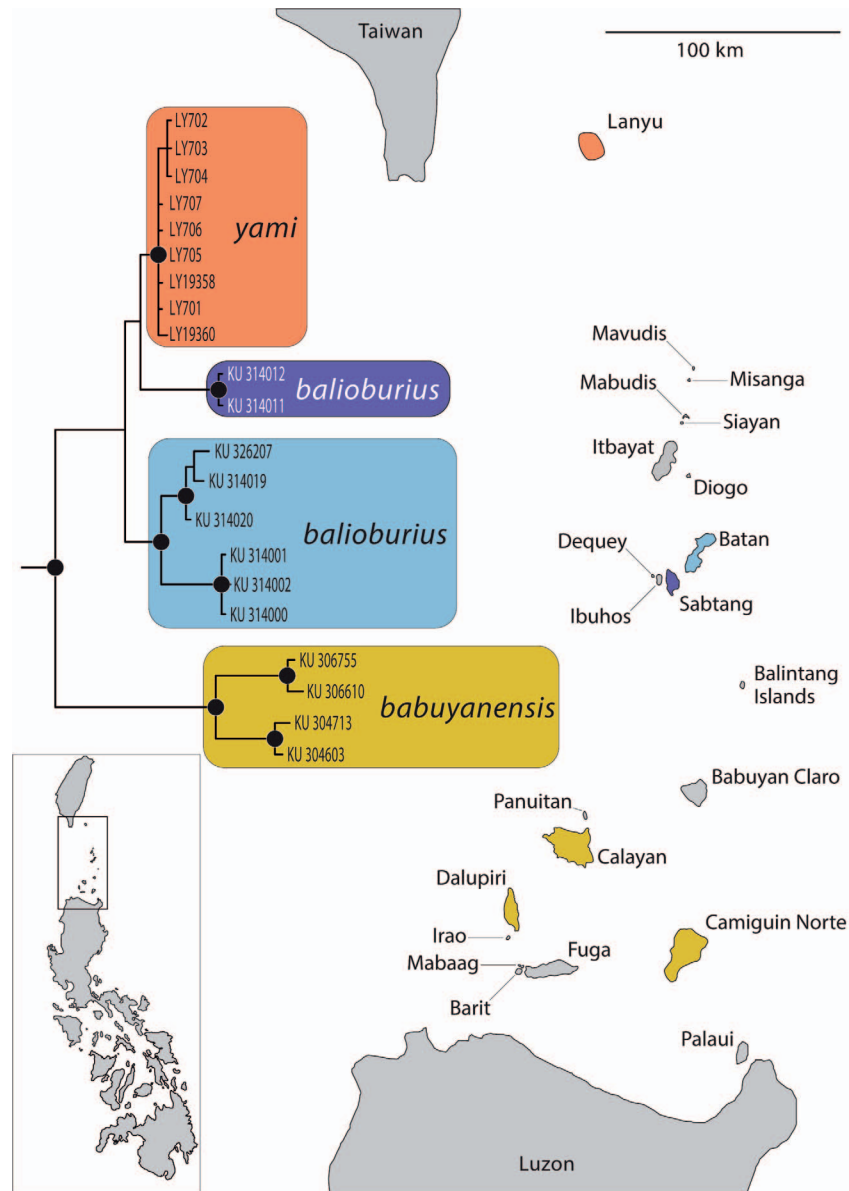 Taiwan
100 km
Lanyu
LY702
LY703
LY704
LY707
LY706
LY705
LY19358
LY701
LY19360
yami
Mavudis
Misanga
Mabudis
Siayan
Itbayat
Diogo
KU 314012
KU 314011
balioburius
KU 326207
KU 314019
KU 314020
KU 314001
KU 314002
KU 314000
balioburius
Batan
Dequey
Ibuhos
Sabtang
KU 306755
KU 306610
KU 304713
KU 304603
babuyanensis
Balintang
Islands
Babuyan Claro
Panuitan
Calayan
Dalupiri
Camiguin Norte
Irao
Fuga
Mabaag
Barit
Palaui
Luzon